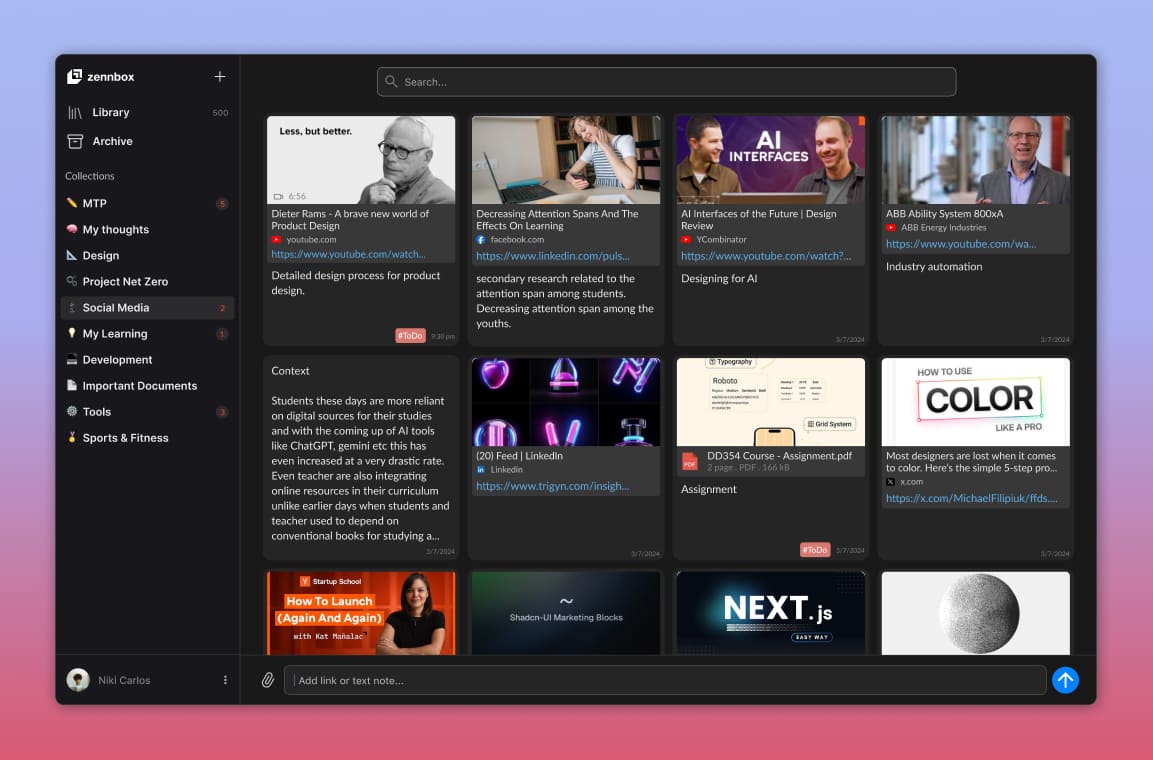 zennbox
Library
500
Archive
Collections
MTP
5
My thoughts
Design
Project Net Zero
Social Media
2
My Learning
1
Development
Important Documents
Tools
3
Sports & Fitness
Niki Carlos
Search...
Less, but better.
6:56
Dieter Rams - A brave new world of
Product Design
youtube.com
https://www.youtube.com/watch...
Detailed design process for product
design.
#ToDo
9:30 pm
Decreasing Attention Spans And The
Effects On Learning
facebook.com
https://www.linkedin.com/puls...
secondary research related to the
attention span among students.
Decreasing attention span among the
youths.
AI
INTERFACES
AI Interfaces of the Future | Design
Review
YCombinator
https://www.youtube.com/watch?...
Designing for AI
3/7/2024
ABB Ability System 800xA
ABB Energy Industries
https://www.youtube.com/wa...
Industry automation
3/7/2024
Context
Students these days are more reliant
on digital sources for their studies
and with the coming up of AI tools
like ChatGPT, gemini etc this has
even increased at a very drastic rate.
Even teacher are also integrating
online resources in their curriculum
unlike earlier days when students and
teacher used to depend on
conventional books for studying a...
3/7/2024
(20) Feed | LinkedIn
in
Linkedin
https://www.trigyn.com/insigh...
3/7/2024
Typography
Roboto
Grid System
PDF
DD354 Course - Assignment.pdf
2 page . PDF . 166 kB
Assignment
#ToDo
3/7/2024
HOW TO USE
COLOR
LIKE A PRO
Most designers are lost when it comes
to color. Here's the simple 5-step pro...
x.com
https://x.com/MichaelFilipiuk/ffds....
3/7/2024
Y Startup School
How To Launch
(Again And Again)
with Kat Mañalac
~
Shadcn-UI Marketing Blocks
NEXT.js
EASY WAY
Add link or text note...